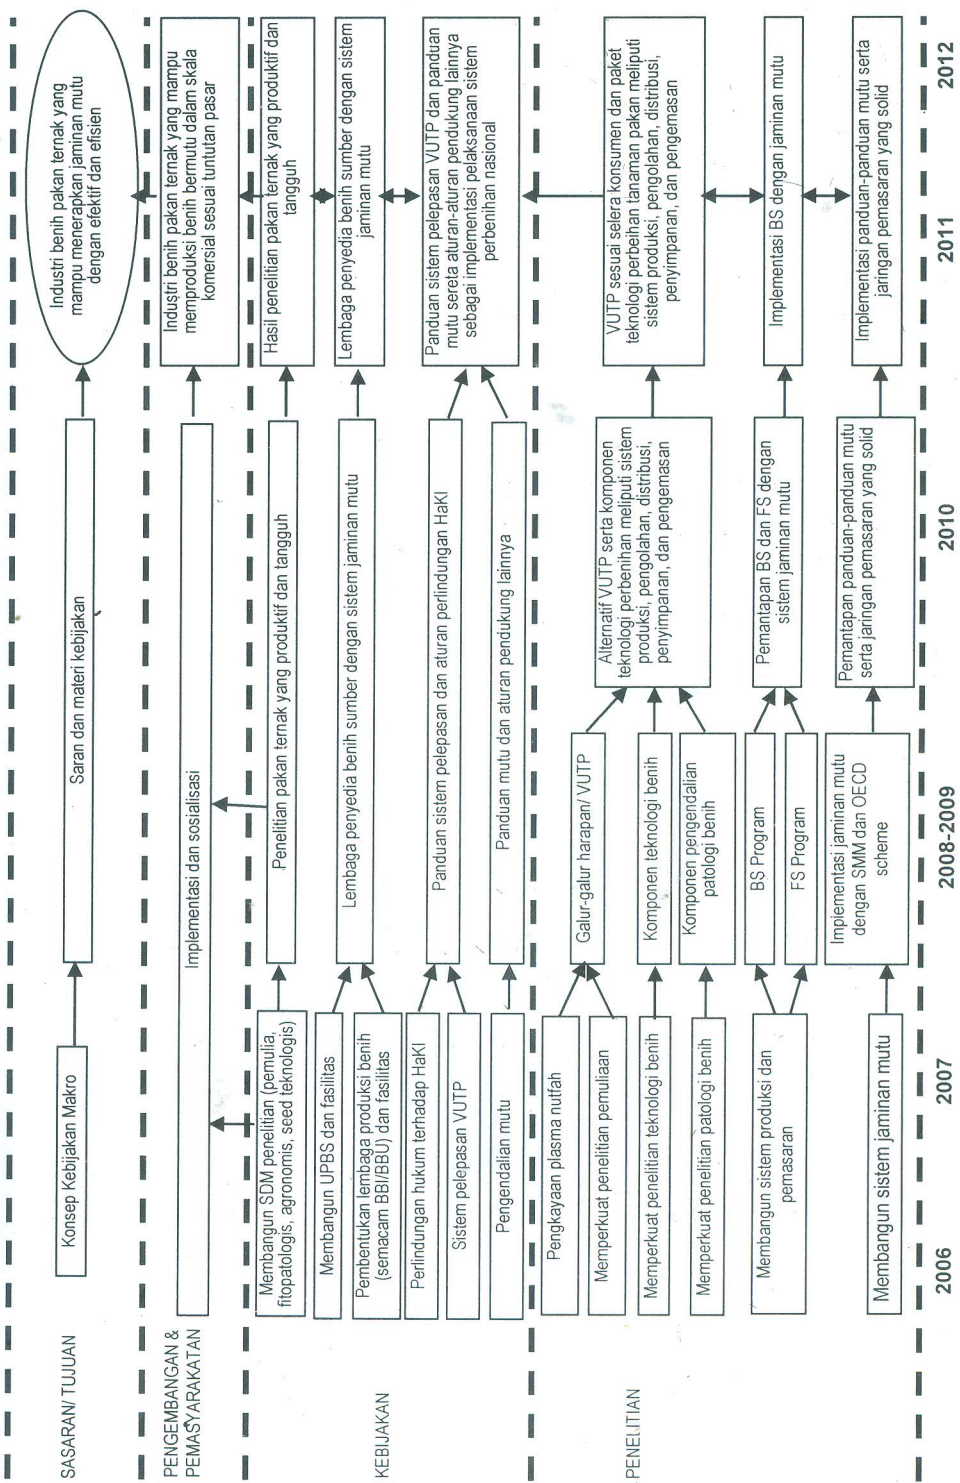 SASARAN/ TUJUAN
Konsep Kebijakan Makro
Saran dan materi kebijakan
Industri benih pakan ternak yang
mampu menerapkan jaminan mutu
dengan efektif dan efisien
PENGEMBANGAN &
PEMASYARAKATAN
Implementasi dan sosialisasi
Industri benih pakan ternak yang mampu
memproduksi benih bermutu dalam skala
komersial sesuai tuntutan pasar
KEBIJAKAN
Membangun SDM penelitian (pemulia,
fitopatologis, agronomis, seed teknologis)
Membangun UPBS dan fasilitas
Pembentukan lembaga produksi benih
(semacam BBI/BBU) dan fasilitas
Perlindungan hukum terhadap HaKI
Sistem pelepasan VUTP
Pengendalian mutu
Penelitian pakan ternak yang produktif dan tangguh
Lembaga penyedia benih sumber dengan sistem jaminan mutu
Panduan sistem pelepasan dan aturan perlindungan HaKI
Panduan mutu dan aturan pendukung lainnya
Hasil penelitian pakan ternak yang produktif dan
tangguh
Lembaga penyedia benih sumber dengan sistem
jaminan mutu
Panduan sistem pelepasan VUTP dan panduan
mutu sereta aturan-aturan pendukung lainnya
sebagai implementasi pelaksanaan sistem
perbenihan nasional
PENELITIAN
Pengkayaan plasma nutfah
Memperkuat penelitian pemuliaan
Memperkuat penelitian teknologi benih
Memperkuat penelitian patologi benih
Membangun sistem produksi dan
pemasaran
Membangun sistem jaminan mutu
Galur-galur harapan/ VUTP
Komponen teknologi benih
Komponen pengendalian
patologi benih
BS Program
FS Program
Implementasi jaminan mutu
dengan SMM dan OECD
scheme
Alternatif VUTP serta komponen
teknologi perbenihan meliputi sistem
produksi, pengolahan, distribusi,
penyimpanan, dan pengemasan
Pemantapan BS dan FS dengan
sistem jaminan mutu
Pemantapan panduan-panduan mutu
serta jaringan pemasaran yang solid
VUTP sesuai selera konsumen dan paket
teknologi perbeihan tanaman pakan meliputi
sistem produksi, pengolahan, distribusi,
penyimpanan, dan pengemasan
Implementasi BS dengan jaminan mutu
Implementasi panduan-panduan mutu serta
jaringan pemasaran yang solid
2006
2007
2008-2009
2010
2011
2012